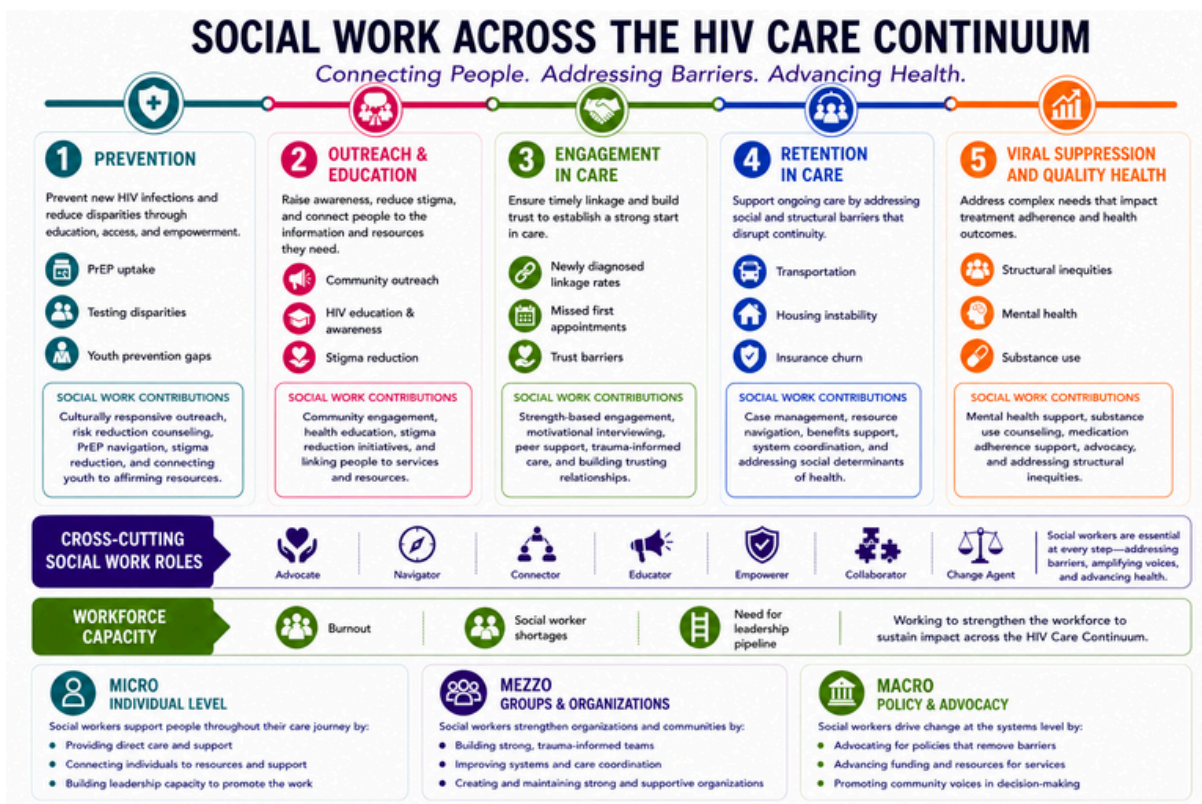 SOCIAL WORK ACROSS THE HIV CARE CONTINUUM
Connecting People. Addressing Barriers. Advancing Health.
1 PREVENTION
Prevent new HIV infections and
reduce disparities through
education, access, and empowerment.
PrEP uptake
Testing disparities
Youth prevention gaps
SOCIAL WORK CONTRIBUTIONS
Culturally responsive outreach,
risk reduction counseling,
PrEP navigation, stigma
reduction, and connecting
youth to affirming resources.
2 OUTREACH &
EDUCATION
Raise awareness, reduce stigma,
and connect people to the
information and resources
they need.
Community outreach
HIV education &
awareness
Stigma reduction
SOCIAL WORK CONTRIBUTIONS
Community engagement,
health education, stigma
reduction initiatives, and
linking people to services
and resources.
3 ENGAGEMENT
IN CARE
Ensure timely linkage and build
trust to establish a strong start
in care.
Newly diagnosed
linkage rates
Missed first
appointments
Trust barriers
SOCIAL WORK CONTRIBUTIONS
Strength-based engagement,
motivational interviewing,
peer support, trauma-informed
care, and building trusting
relationships.
4 RETENTION
IN CARE
Support ongoing care by addressing
social and structural barriers that
disrupt continuity.
Transportation
Housing instability
Insurance churn
SOCIAL WORK CONTRIBUTIONS
Case management, resource
navigation, benefits support,
system coordination, and
addressing social determinants
of health.
5 VIRAL SUPPRESSION
AND QUALITY HEALTH
Address complex needs that impact
treatment adherence and health
outcomes.
Structural inequities
Mental health
Substance use
SOCIAL WORK CONTRIBUTIONS
Mental health support, substance
use counseling, medication
adherence support, advocacy,
and addressing structural
inequities.
CROSS-CUTTING
SOCIAL WORK ROLES
Advocate
Navigator
Connector
Educator
Empowerer
Collaborator
Change Agent
Social workers are essential
at every step—addressing
barriers, amplifying voices,
and advancing health.
WORKFORCE
CAPACITY
Burnout
Social worker
shortages
Need for
leadership
pipeline
Working to strengthen the workforce to
sustain impact across the HIV Care Continuum.
MICRO
INDIVIDUAL LEVEL
Social workers support people throughout their care journey by:
• Providing direct care and support
• Connecting individuals to resources and support
• Building leadership capacity to promote the work
MEZZO
GROUPS & ORGANIZATIONS
Social workers strengthen organizations and communities by:
• Building strong, trauma-informed teams
• Improving systems and care coordination
• Creating and maintaining strong and supportive organizations
MACRO
POLICY & ADVOCACY
Social workers drive change at the systems level by:
• Advocating for policies that remove barriers
• Advancing funding and resources for services
• Promoting community voices in decision-making